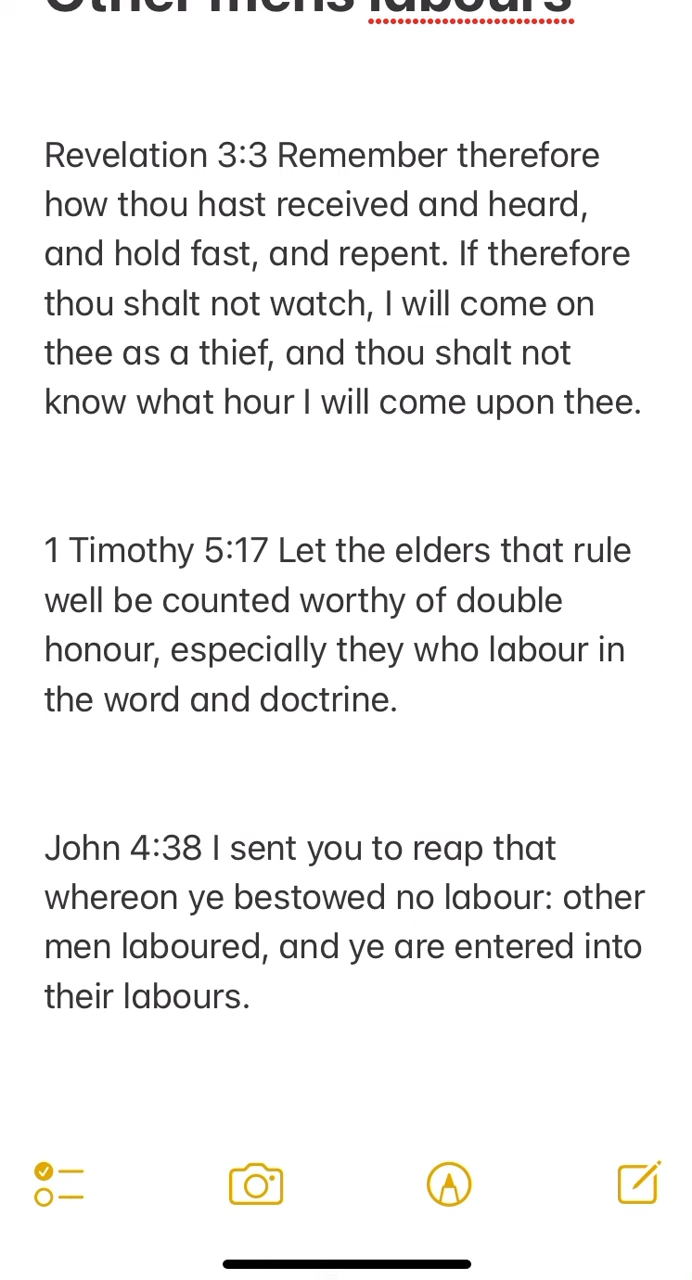 Other mens labours
Revelation 3:3 Remember therefore
how thou hast received and heard,
and hold fast, and repent. If therefore
thou shalt not watch, I will come on
thee as a thief, and thou shalt not
know what hour I will come upon thee.
1 Timothy 5:17 Let the elders that rule
well be counted worthy of double
honour, especially they who labour in
the word and doctrine.
John 4:38 I sent you to reap that
whereon ye bestowed no labour: other
men laboured, and ye are entered into
their labours.